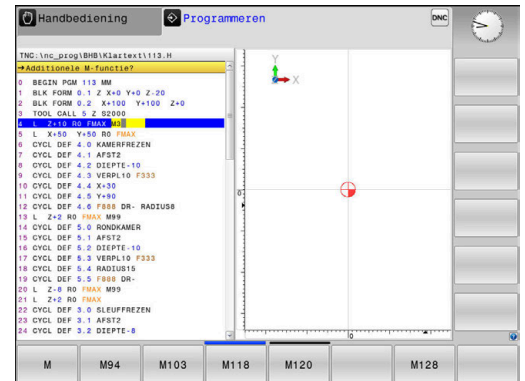 Handbediening
Programmeren
DNC
TNC:\nc_prog\BHB\Klartext\113.H
→Additionele M-functie?
0 BEGIN PGM 113 MM
1 BLK FORM 0.1 Z X+0 Y+0 Z-20
2 BLK FORM 0.2 X+100 Y+100 Z+0
3 TOOL CALL 5 Z S2000
4 L Z+10 R0 FMAX M3
5 L X+50 Y+50 R0 FMAX
6 CYCL DEF 4.0 KAMERFREZEN
7 CYCL DEF 4.1 AFST2
8 CYCL DEF 4.2 DIEPTE-10
9 CYCL DEF 4.3 VERPL10 F333
10 CYCL DEF 4.4 X+30
11 CYCL DEF 4.5 Y+90
12 CYCL DEF 4.6 F888 DR- RADIUS8
13 L Z+2 R0 FMAX M99
14 CYCL DEF 5.0 RONDKAMER
15 CYCL DEF 5.1 AFST2
16 CYCL DEF 5.2 DIEPTE-10
17 CYCL DEF 5.3 VERPL10 F333
18 CYCL DEF 5.4 RADIUS15
19 CYCL DEF 5.5 F888 DR-
20 L Z-8 R0 FMAX M99
21 L Z+2 R0 FMAX
22 CYCL DEF 3.0 SLEUFFREZEN
23 CYCL DEF 3.1 AFST2
24 CYCL DEF 3.2 DIEPTE-8
Y
X
0
0
M
M94
M103
M118
M120
M128